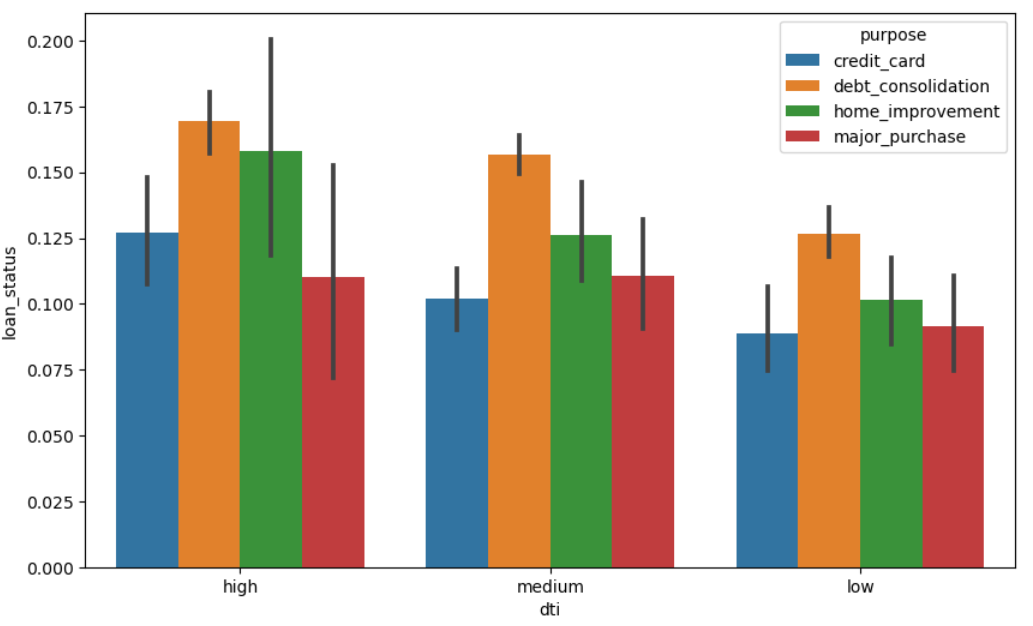 purpose
credit_card
debt_consolidation
home_improvement
major_purchase
loan_status
0.200
0.175
0.150
0.125
0.100
0.075
0.050
0.025
0.000
high medium low
dti